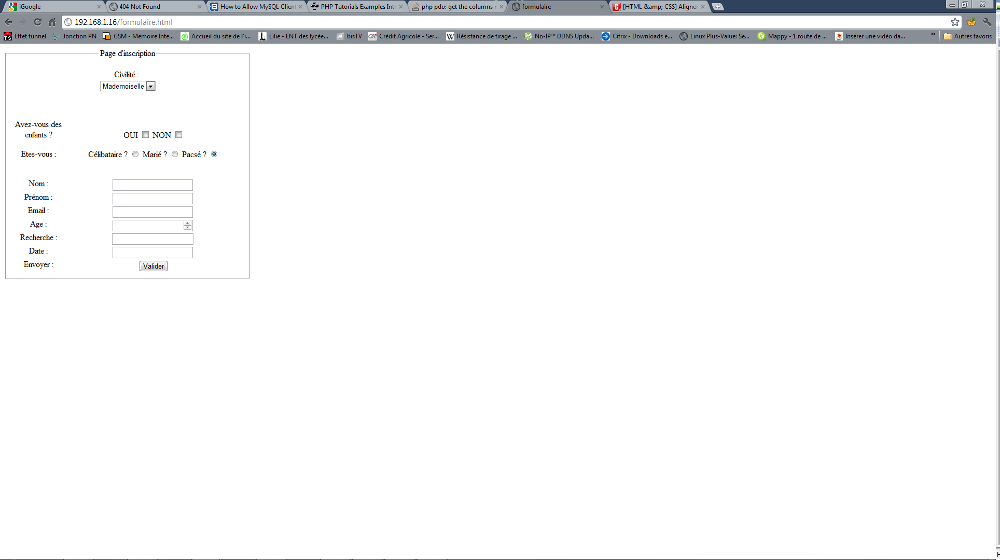 iGoogle 404 Not Found How to Allow MySQL Client PHP Tutorials Examples Intr php pdo: get the columns r formulaire [HTML &amp; CSS] Aligner
192.168.1.16/formulaire.html
Effet tunnel Jonction PN GSM - Memoire Inte... Accueil du site de l'i... Lilie - ENT des lycée... bisTV Crédit Agricole - Ser... Résistance de tirage ... No-IP™ DDNS Upda... Citrix - Downloads e... Linux Plus-Value: Se... Mappy - 1 route de ... Insérer une vidéo da... » Autres favoris
Page d'inscription
Civilité :
Mademoiselle
Avez-vous des
enfants ? OUI NON
Etes-vous : Célibataire ? Marié ? Pacsé ?
Nom :
Prénom :
Email :
Age :
Recherche :
Date :
Envoyer : Valider